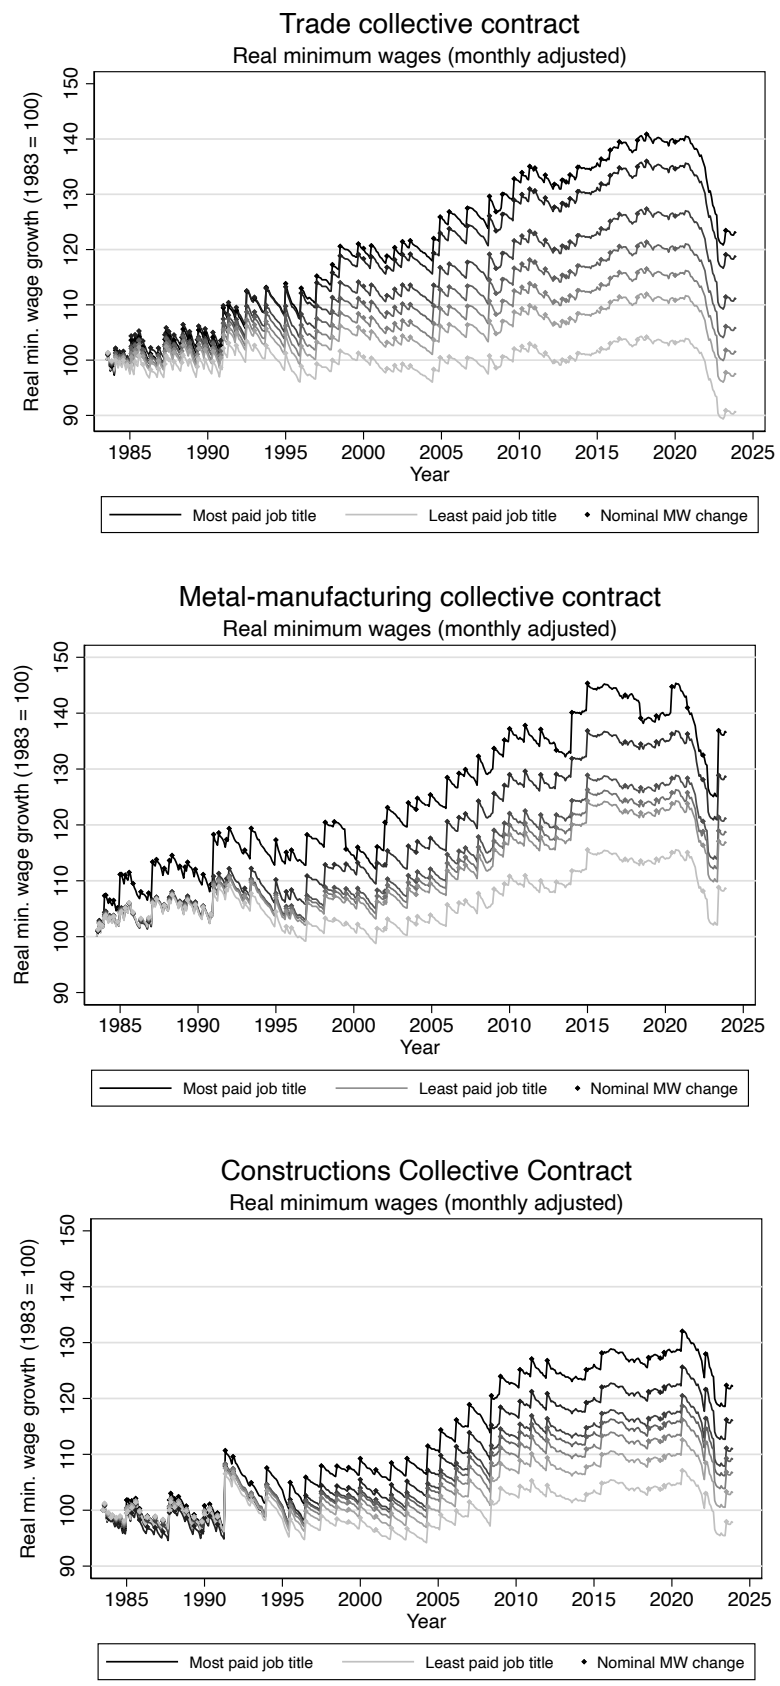 Trade collective contract
Real minimum wages (monthly adjusted)
Real min. wage growth (1983 = 100)
150
140
130
120
110
100
90
1985 1990 1995 2000 2005 2010 2015 2020 2025
Year
Most paid job title Least paid job title Nominal MW change
Metal-manufacturing collective contract
Real minimum wages (monthly adjusted)
Real min. wage growth (1983 = 100)
150
140
130
120
110
100
90
1985 1990 1995 2000 2005 2010 2015 2020 2025
Year
Most paid job title Least paid job title Nominal MW change
Constructions Collective Contract
Real minimum wages (monthly adjusted)
Real min. wage growth (1983 = 100)
150
140
130
120
110
100
90
1985 1990 1995 2000 2005 2010 2015 2020 2025
Year
Most paid job title Least paid job title Nominal MW change